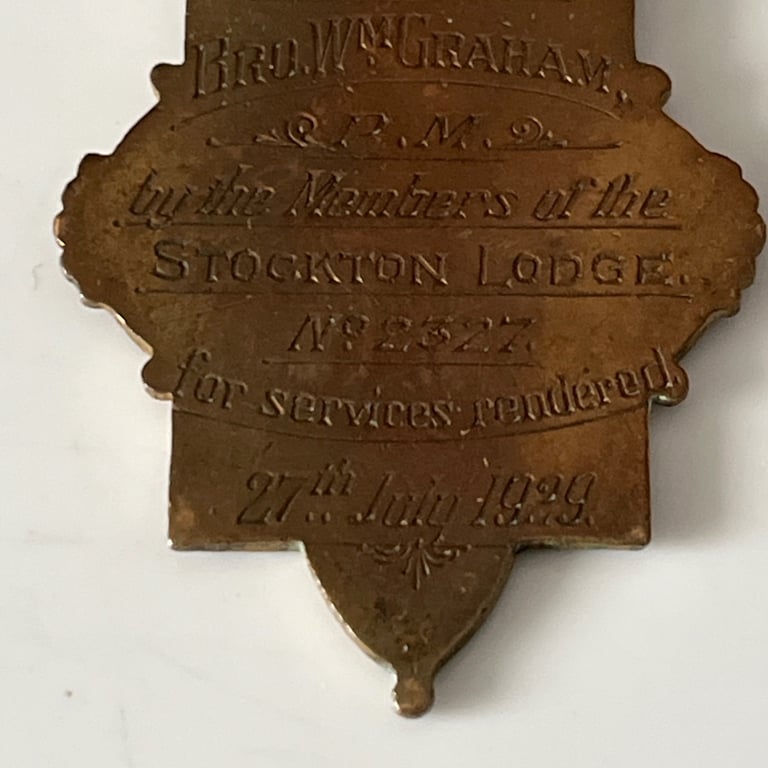 BRO. Wᴹ GRAHAM,
P.M.
by the Members of the
STOCKTON LODGE.
Nº 2327.
for services rendered.
27th July 1929.